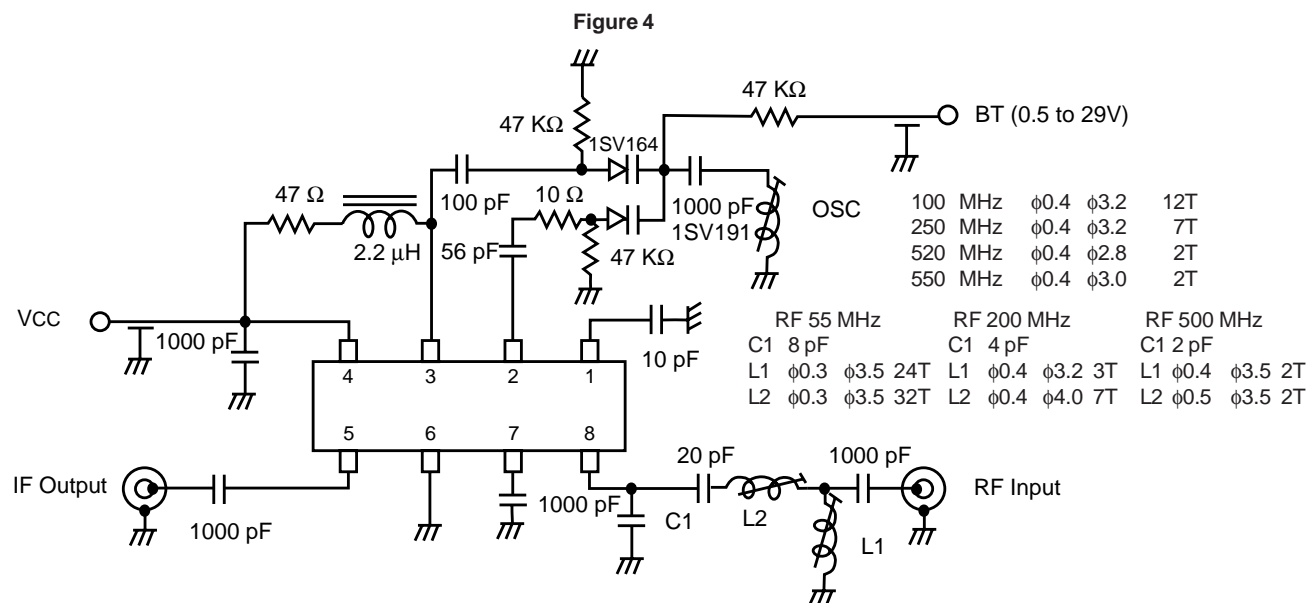 Figure 4
47 KΩ
BT (0.5 to 29V)
47 KΩ
1SV164
47 Ω
100 pF
10 Ω
1000 pF
1SV191
OSC
2.2 μH
56 pF
47 KΩ
100 MHz φ0.4 φ3.2 12T
250 MHz φ0.4 φ3.2 7T
520 MHz φ0.4 φ2.8 2T
550 MHz φ0.4 φ3.0 2T
VCC
1000 pF
10 pF
RF 55 MHz RF 200 MHz RF 500 MHz
C1 8 pF C1 4 pF C1 2 pF
L1 φ0.3 φ3.5 24T L1 φ0.4 φ3.2 3T L1 φ0.4 φ3.5 2T
L2 φ0.3 φ3.5 32T L2 φ0.4 φ4.0 7T L2 φ0.5 φ3.5 2T
4 3 2 1
5 6 7 8
IF Output
1000 pF
1000 pF
C1
20 pF
L2
1000 pF
RF Input
L1